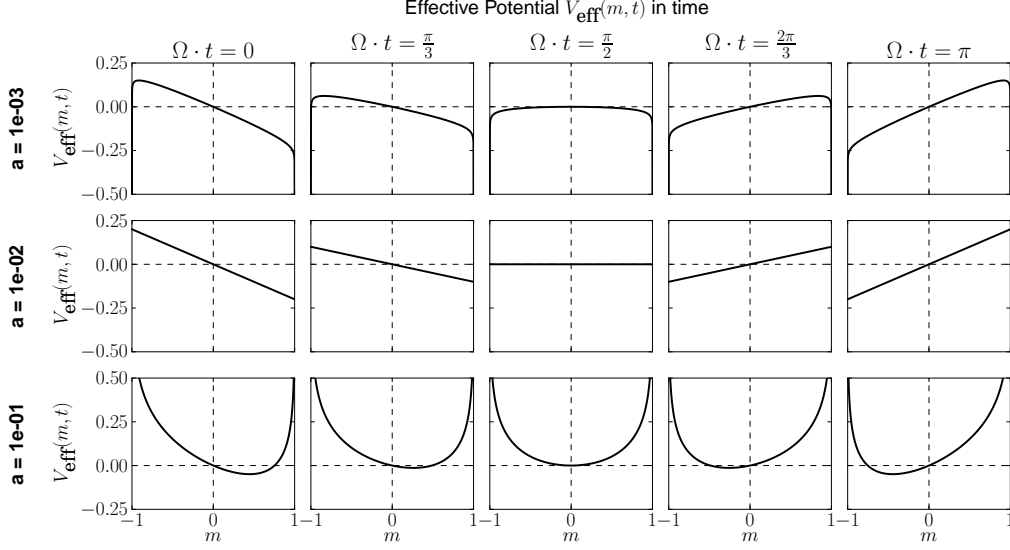 Effective Potential V_eff(m, t) in time
Ω · t = 0
Ω · t = π/3
Ω · t = π/2
Ω · t = 2π/3
Ω · t = π
a = 1e-03
V_eff(m, t)
0.25
0.00
−0.25
−0.50
a = 1e-02
V_eff(m, t)
0.25
0.00
−0.25
−0.50
a = 1e-01
V_eff(m, t)
0.50
0.25
0.00
−0.25
−1 0 1 −1 0 1 −1 0 1 −1 0 1 −1 0 1
m m m m m